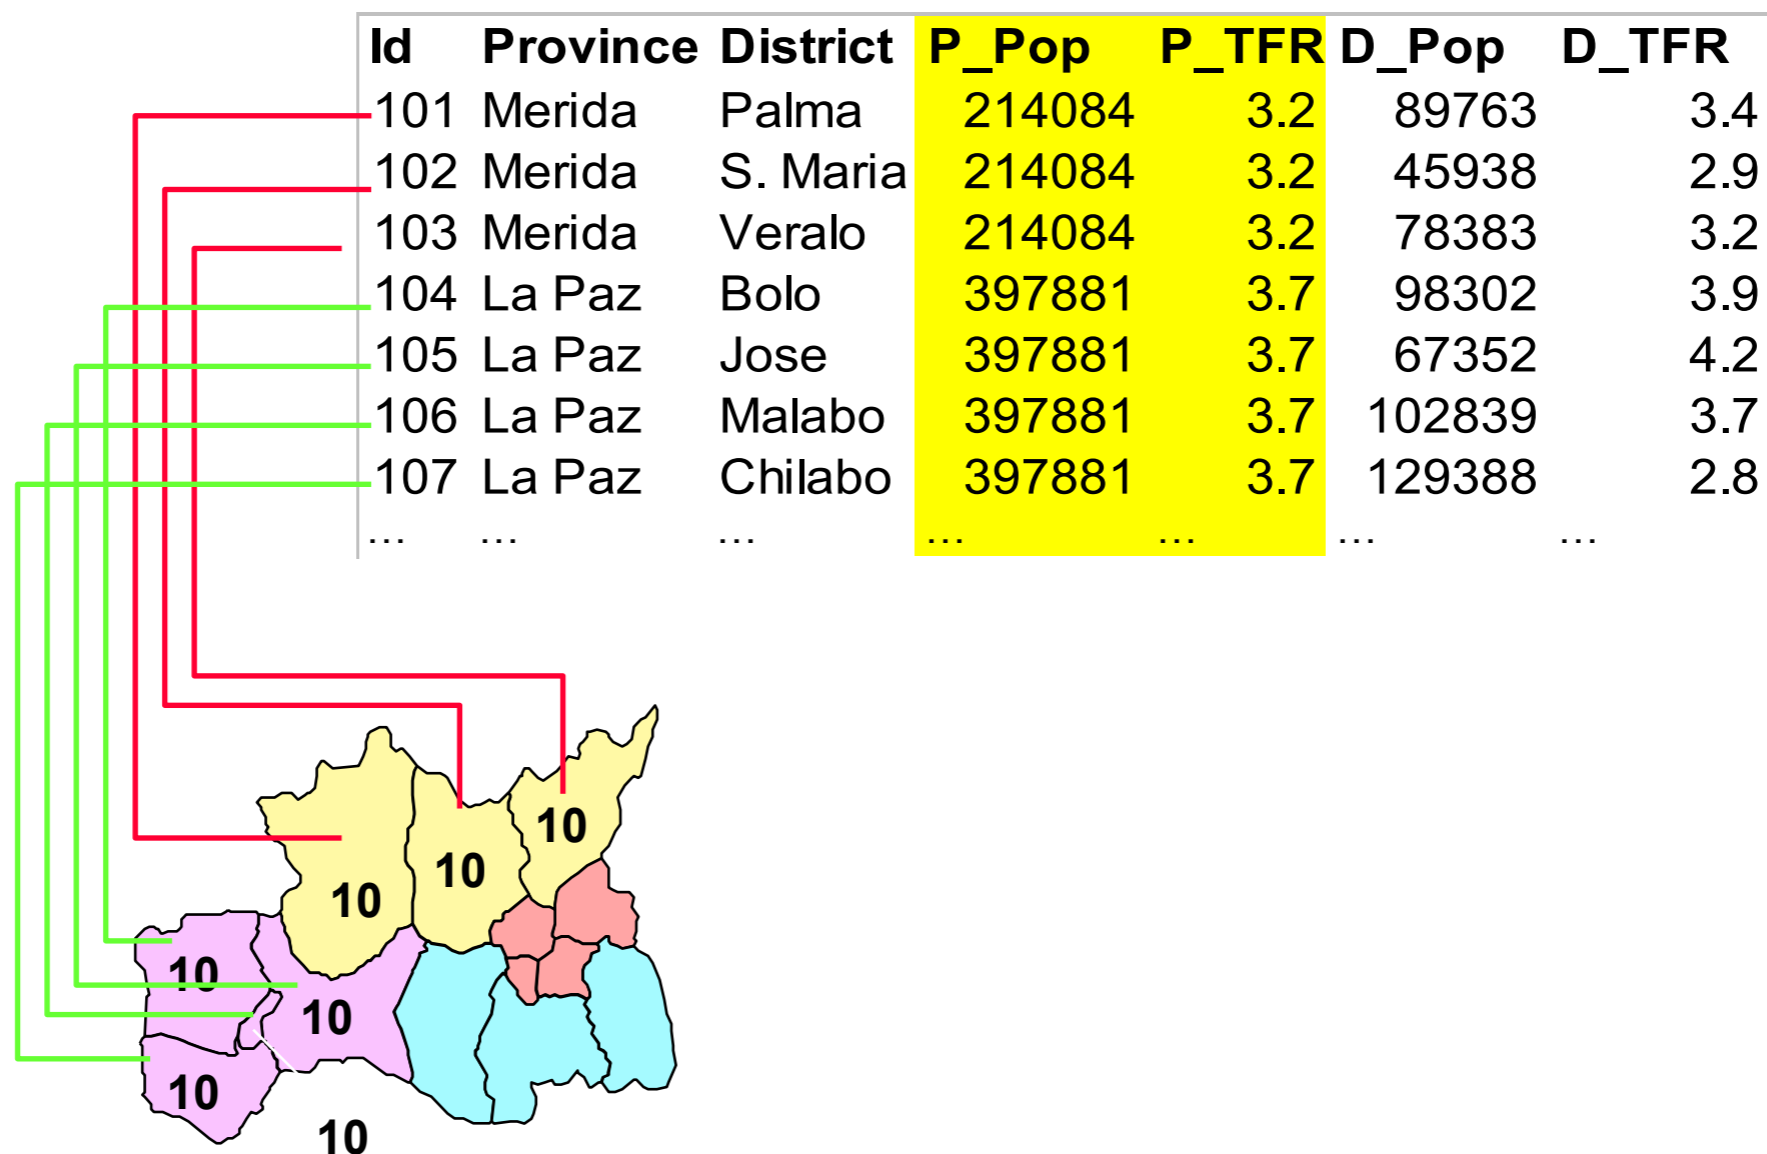 Id Province District P_Pop P_TFR D_Pop D_TFR
101 Merida Palma 214084 3.2 89763 3.4
102 Merida S. Maria 214084 3.2 45938 2.9
103 Merida Veralo 214084 3.2 78383 3.2
104 La Paz Bolo 397881 3.7 98302 3.9
105 La Paz Jose 397881 3.7 67352 4.2
106 La Paz Malabo 397881 3.7 102839 3.7
107 La Paz Chilabo 397881 3.7 129388 2.8
... ... ... ... ... ... ...
10
10
10
10
10
10
10